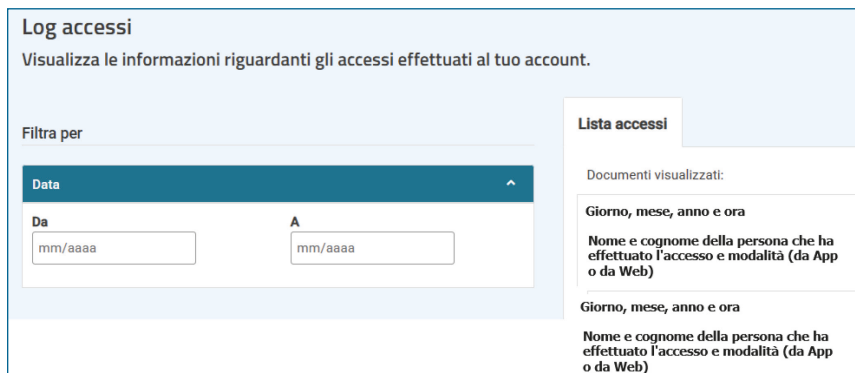 Log accessi
Visualizza le informazioni riguardanti gli accessi effettuati al tuo account.
Filtra per
Data
Da
A
mm/aaaa
mm/aaaa
Lista accessi
Documenti visualizzati:
Giorno, mese, anno e ora
Nome e cognome della persona che ha
effettuato l'accesso e modalità (da App
o da Web)
Giorno, mese, anno e ora
Nome e cognome della persona che ha
effettuato l'accesso e modalità (da App
o da Web)